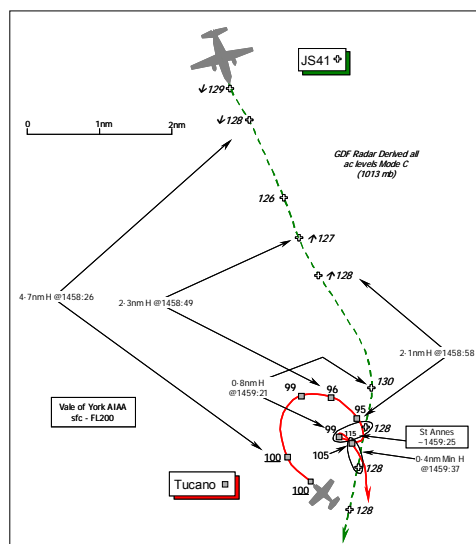 JS41
↓129
↓128
0 1nm 2nm
GDF Radar Derived all
ac levels Mode C
(1013 mb)
126
↑127
↑128
4·7nm H @1458:26
2·3nm H @1458:49
2·1nm H @1458:58
0·8nm H
@1459:21
130
99
96
95
Vale of York AIAA
sfc - FL200
99
115
128
St Annes
~1459:25
105
0·4nm Min H
@1459:37
100
128
Tucano
100
128